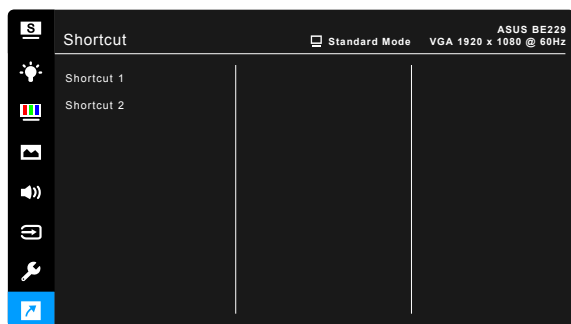 S
ASUS BE229
Shortcut
Standard Mode
VGA 1920 x 1080 @ 60Hz
Shortcut 1
Shortcut 2